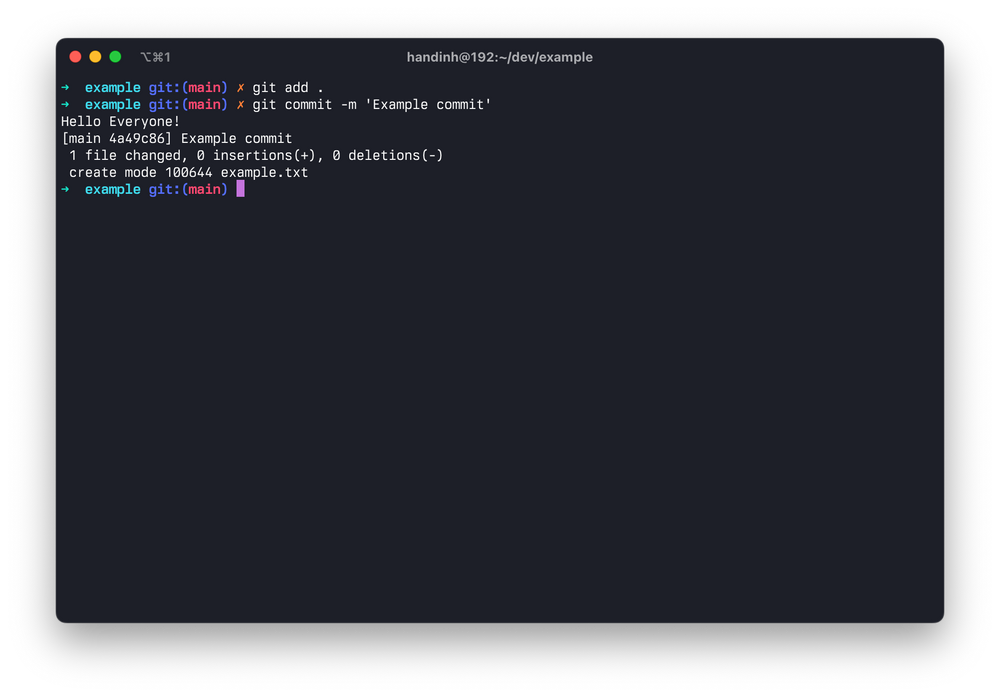 ⌥⌘1 handinh@192:~/dev/example
➜ example git:(main) ✗ git add .
➜ example git:(main) ✗ git commit -m 'Example commit'
Hello Everyone!
[main 4a49c86] Example commit
1 file changed, 0 insertions(+), 0 deletions(-)
create mode 100644 example.txt
➜ example git:(main)